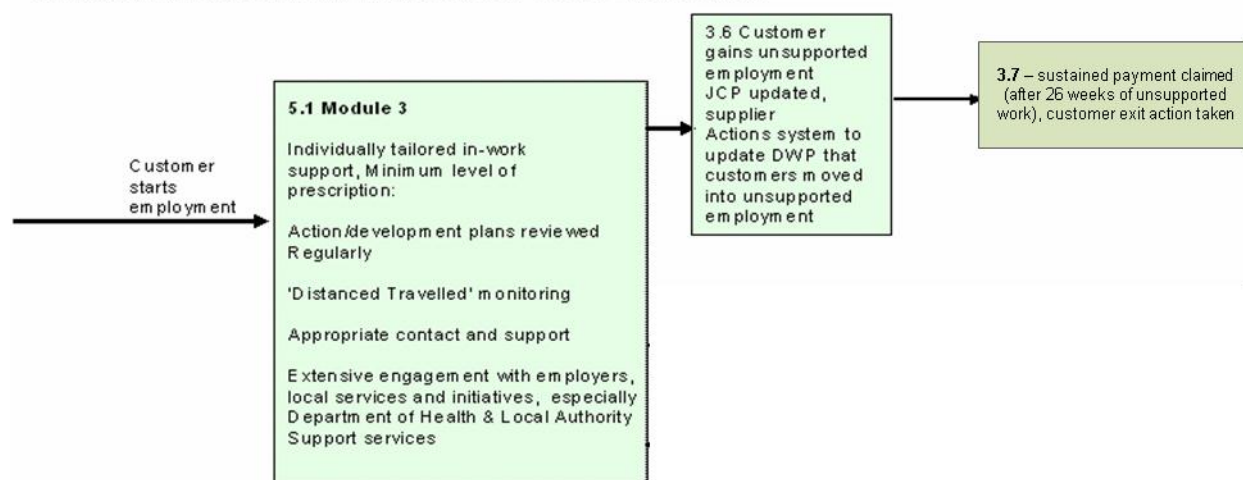 Customer
starts
employment
5.1 Module 3
Individually tailored in-work
support, Minimum level of
prescription:
Action/development plans reviewed
Regularly
'Distanced Travelled' monitoring
Appropriate contact and support
Extensive engagement with employers,
local services and initiatives, especially
Department of Health & Local Authority
Support services
3.6 Customer
gains unsupported
employment
JCP updated,
supplier
Actions system to
update DWP that
customers moved
into unsupported
employment
3.7 – sustained payment claimed
(after 26 weeks of unsupported
work), customer exit action taken